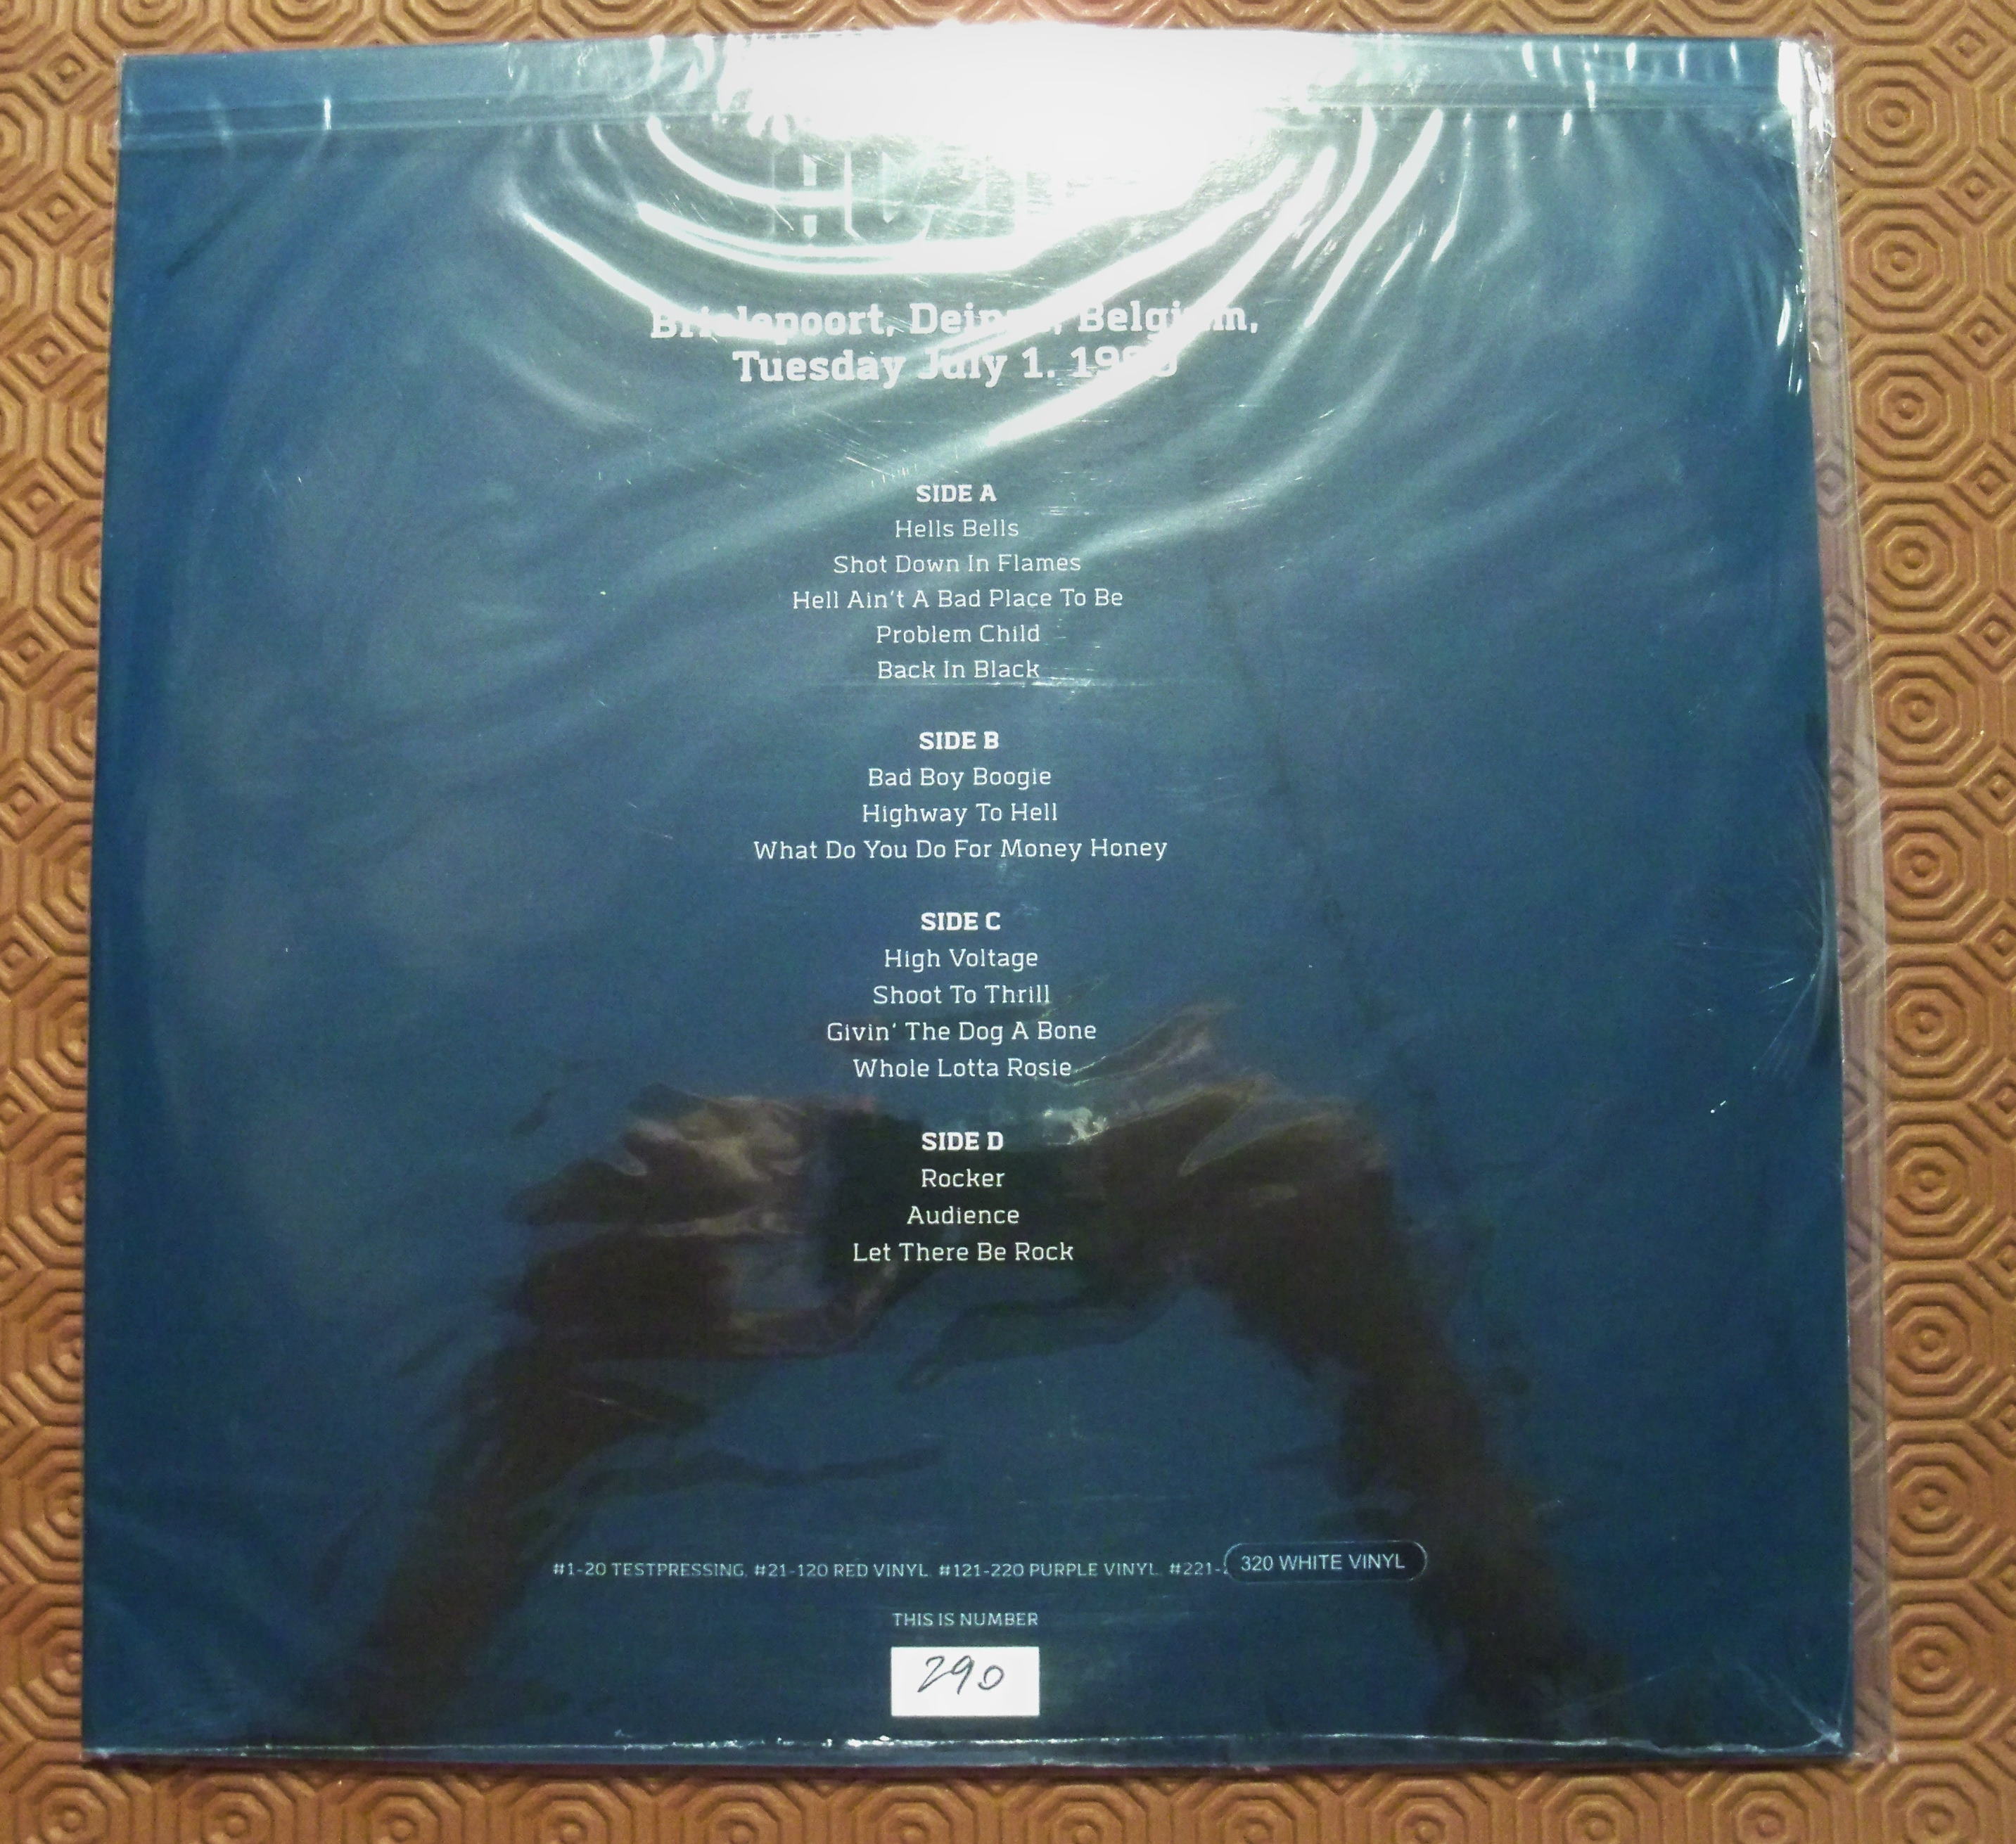 Belgium,
Tuesday July 1.
SIDE A
Hells Bells
Shot Down In Flames
Hell Ain't A Bad Place To Be
Problem Child
Back In Black
SIDE B
Bad Boy Boogie
Highway To Hell
What Do You Do For Money Honey
SIDE C
High Voltage
Shoot To Thrill
Givin' The Dog A Bone
Whole Lotta Rosie
SIDE D
Rocker
Audience
Let There Be Rock
#1-20 TESTPRESSING, #21-120 RED VINYL, #121-220 PURPLE VINYL, #221- 320 WHITE VINYL
THIS IS NUMBER
290